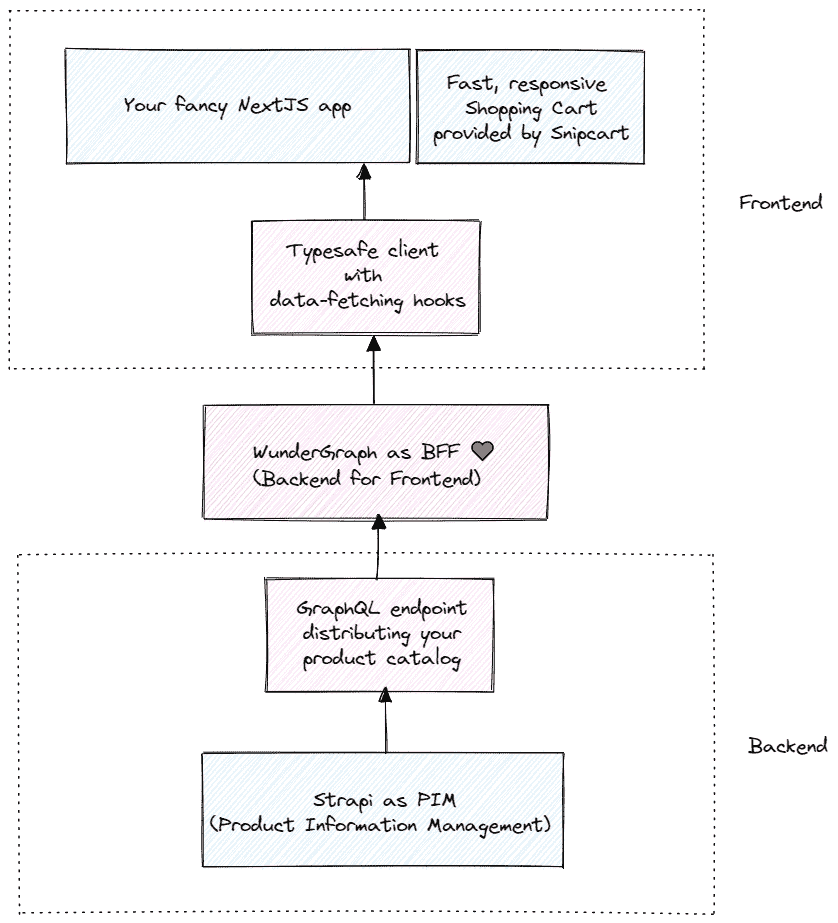 Your fancy NextJS app
Fast, responsive
Shopping Cart
provided by Snipcart
Frontend
Typesafe client
with
data-fetching hooks
WunderGraph as BFF 🖤
(Backend for Frontend)
GraphQL endpoint
distributing your
product catalog
Backend
Strapi as PIM
(Product Information Management)